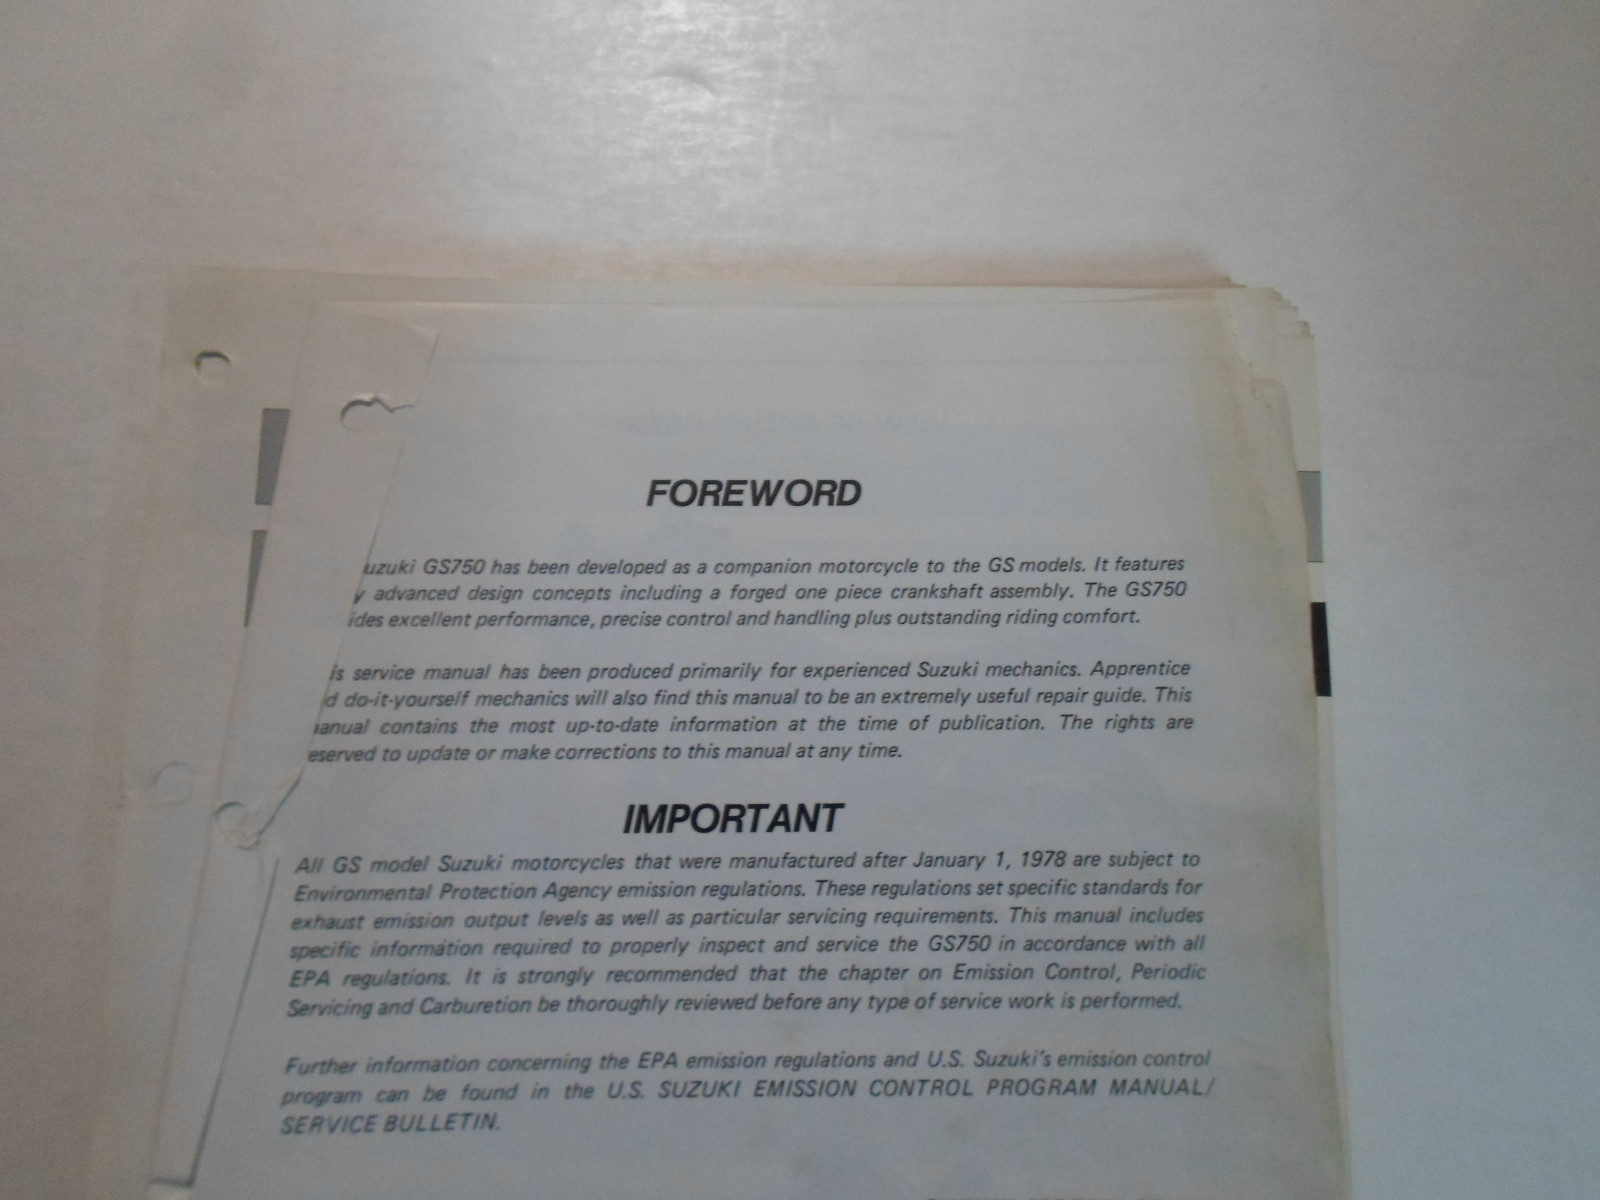 FOREWORD
uzuki GS750 has been developed as a companion motorcycle to the GS models. It features
y advanced design concepts including a forged one piece crankshaft assembly. The GS750
ides excellent performance, precise control and handling plus outstanding riding comfort.
is service manual has been produced primarily for experienced Suzuki mechanics. Apprentice
d do-it-yourself mechanics will also find this manual to be an extremely useful repair guide. This
anual contains the most up-to-date information at the time of publication. The rights are
eserved to update or make corrections to this manual at any time.
IMPORTANT
All GS model Suzuki motorcycles that were manufactured after January 1, 1978 are subject to
Environmental Protection Agency emission regulations. These regulations set specific standards for
exhaust emission output levels as well as particular servicing requirements. This manual includes
specific information required to properly inspect and service the GS750 in accordance with all
EPA regulations. It is strongly recommended that the chapter on Emission Control, Periodic
Servicing and Carburetion be thoroughly reviewed before any type of service work is performed.
Further information concerning the EPA emission regulations and U.S. Suzuki's emission control
program can be found in the U.S. SUZUKI EMISSION CONTROL PROGRAM MANUAL/
SERVICE BULLETIN.